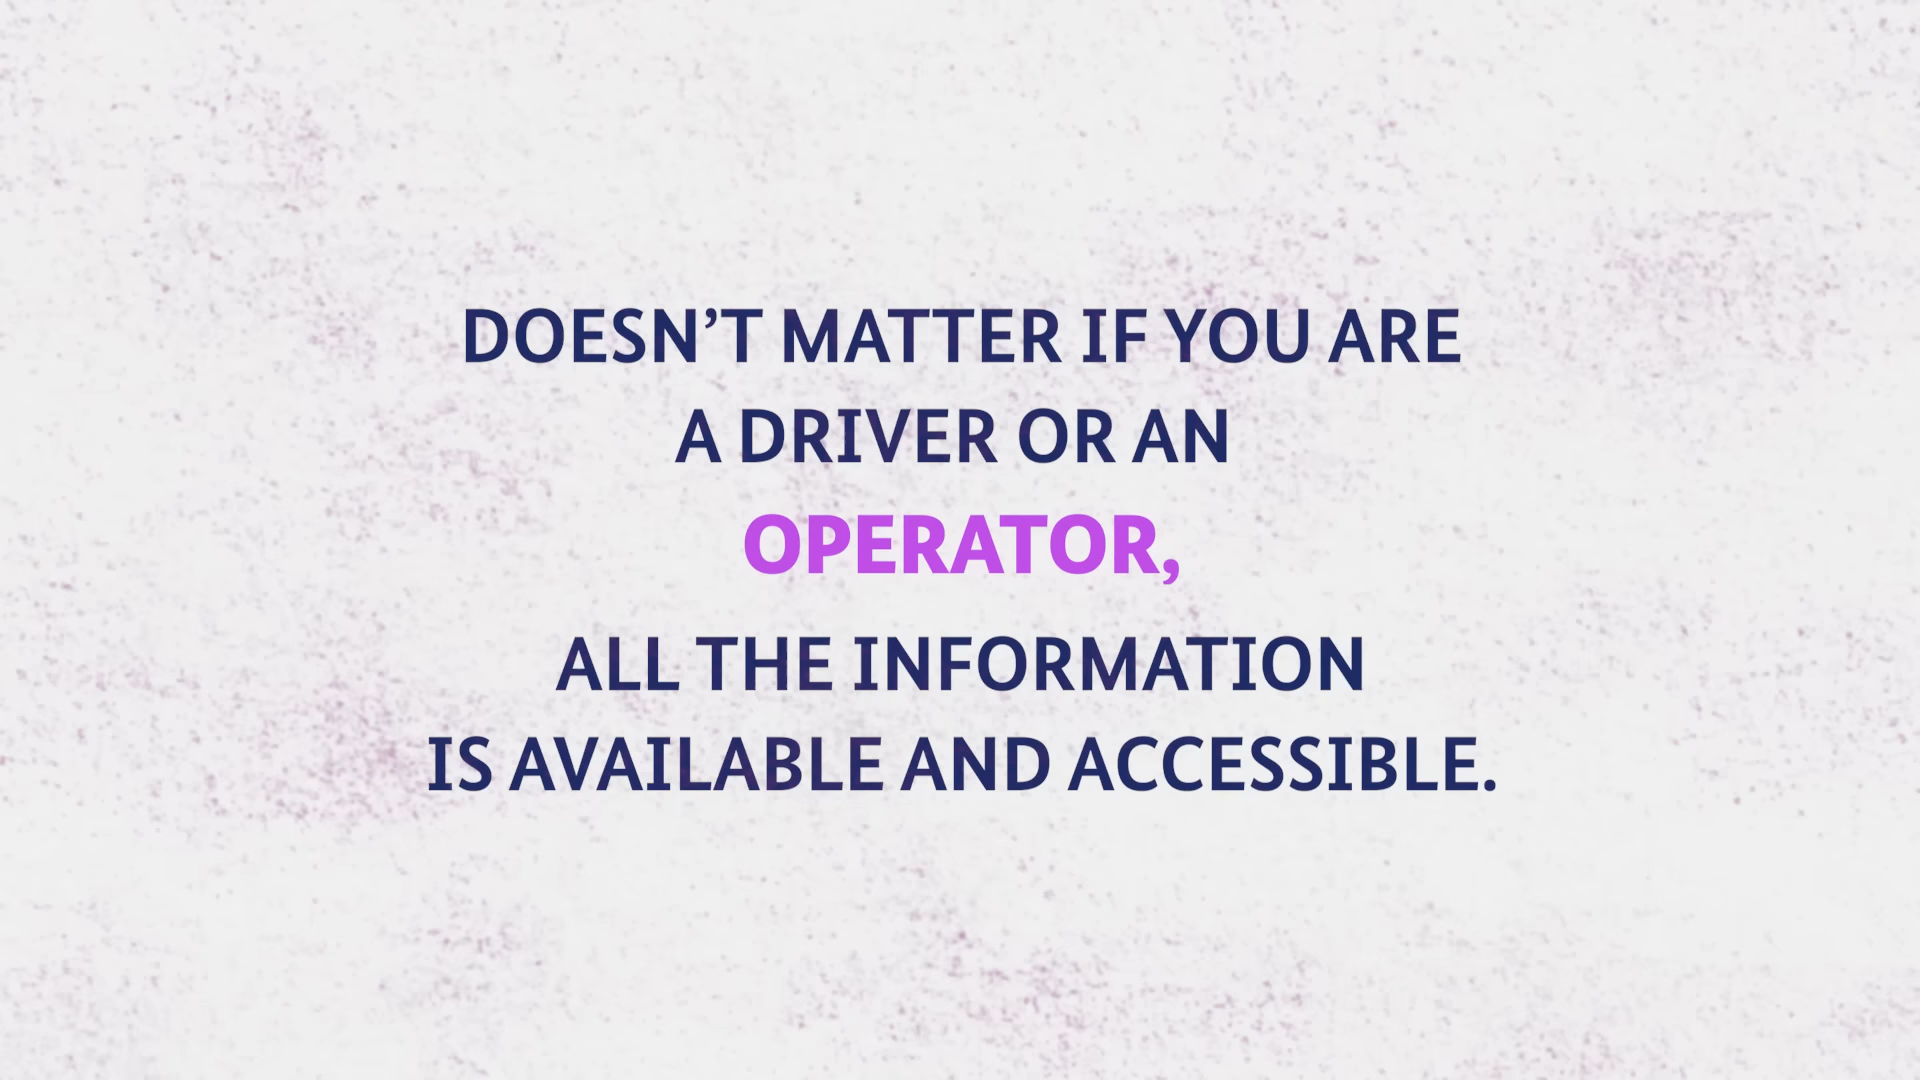 DOESN’T MATTER IF YOU ARE
A DRIVER OR AN
OPERATOR,
ALL THE INFORMATION
IS AVAILABLE AND ACCESSIBLE.